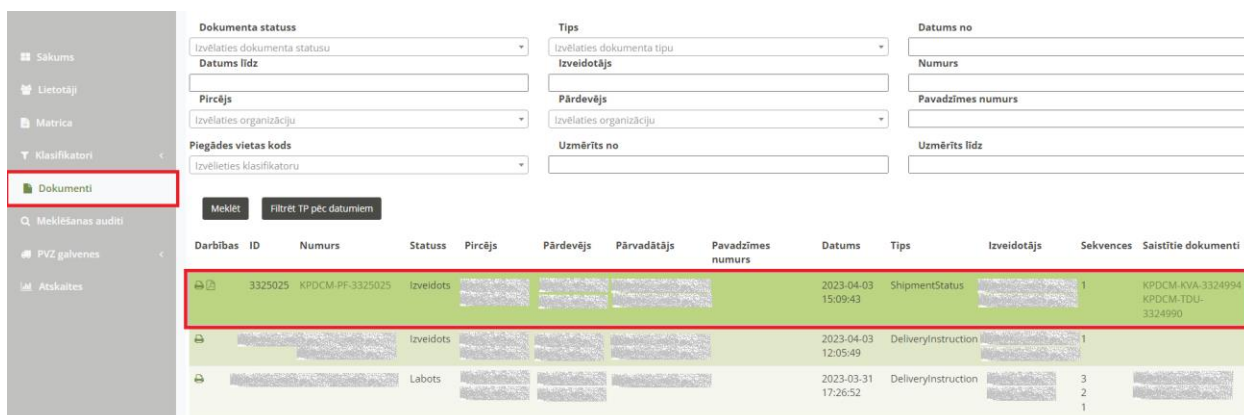 Dokumenta statuss Tips Datums no
Izvēlaties dokumenta statusu Izvēlaties dokumenta tipu
Sākums
Datums līdz Izveidotājs Numurs
Lietotāji
Pircējs Pārdevējs Pavadzīmes numurs
Matrica
Izvēlaties organizāciju Izvēlaties organizāciju
Klasifikatori
Piegādes vietas kods Uzmērīts no Uzmērīts līdz
Izvēlieties klasifikatoru
Dokumenti
Meklēt Filtrēt TP pēc datumiem
Meklēšanas auditi
PVZ galvenes
Atskaites
Darbības ID Numurs Statuss Pircējs Pārdevējs Pārvadātājs Pavadzīmes Datums Tips Izveidotājs Sekvences Saistītie dokumenti
numurs
3325025 KPDCM-PF-3325025 Izveidots 2023-04-03 ShipmentStatus 1 KPDCM-KVA-3324994
15:09:43 KPDCM-TDU-
3324990
Izveidots 2023-04-03 DeliveryInstruction 1
12:05:49
Labots 2023-03-31 DeliveryInstruction 3
17:26:52 2
1